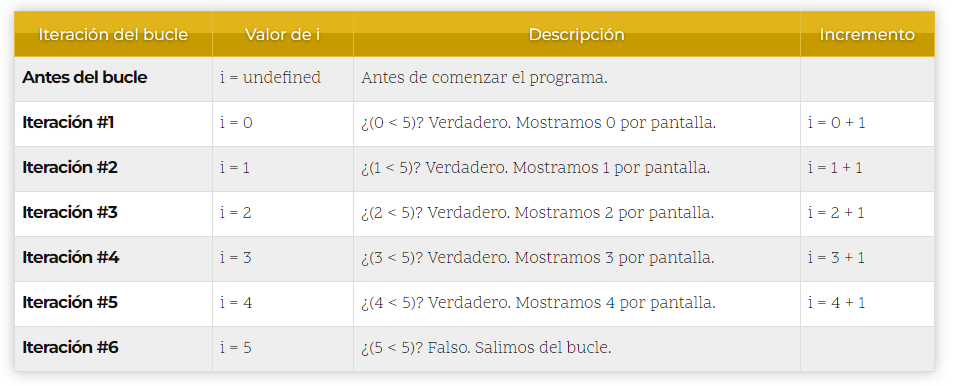 Iteración del bucle Valor de i Descripción Incremento
Antes del bucle i = undefined Antes de comenzar el programa.
Iteración #1 i = 0 ¿(0 < 5)? Verdadero. Mostramos 0 por pantalla. i = 0 + 1
Iteración #2 i = 1 ¿(1 < 5)? Verdadero. Mostramos 1 por pantalla. i = 1 + 1
Iteración #3 i = 2 ¿(2 < 5)? Verdadero. Mostramos 2 por pantalla. i = 2 + 1
Iteración #4 i = 3 ¿(3 < 5)? Verdadero. Mostramos 3 por pantalla. i = 3 + 1
Iteración #5 i = 4 ¿(4 < 5)? Verdadero. Mostramos 4 por pantalla. i = 4 + 1
Iteración #6 i = 5 ¿(5 < 5)? Falso. Salimos del bucle.